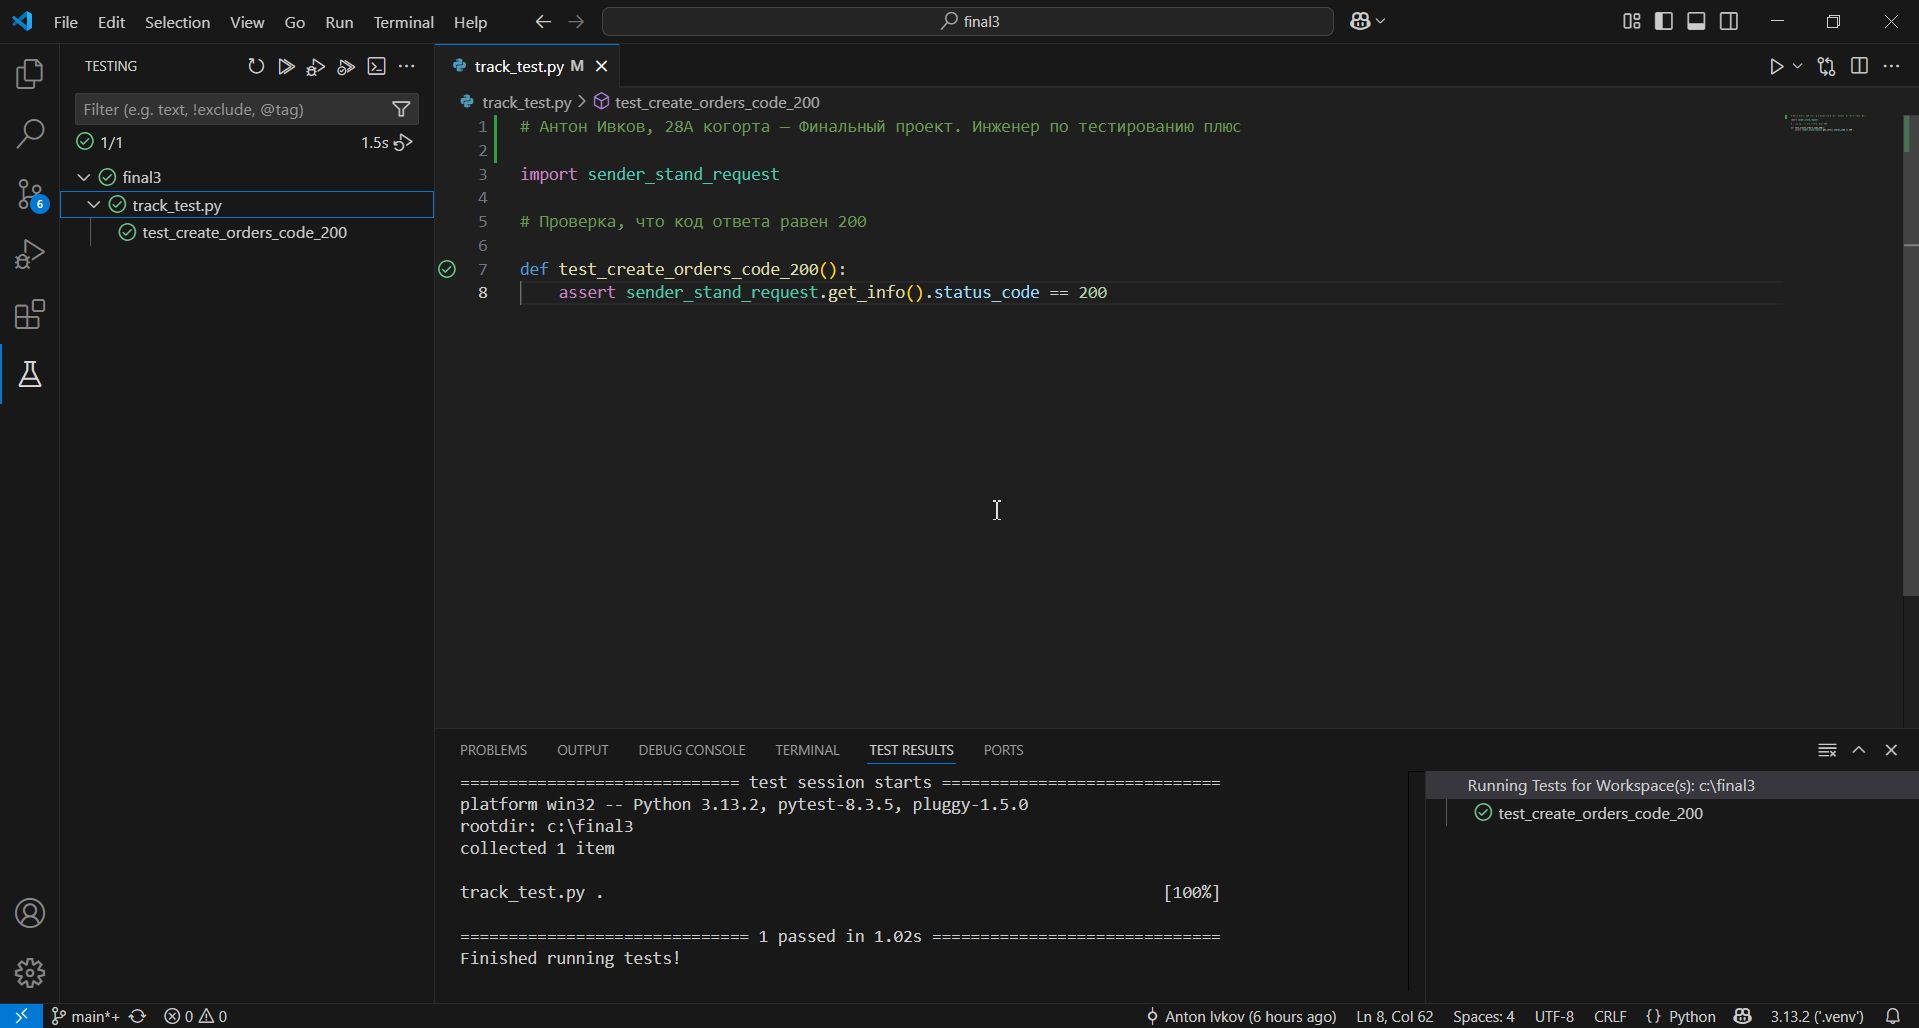 File Edit Selection View Go Run Terminal Help
final3
TESTING
Filter (e.g. text, !exclude, @tag)
1/1
1.5s
final3
track_test.py
test_create_orders_code_200
6
track_test.py M
track_test.py > test_create_orders_code_200
1 # Антон Ивков, 28А когорта — Финальный проект. Инженер по тестированию плюс
2
3 import sender_stand_request
4
5 # Проверка, что код ответа равен 200
6
7 def test_create_orders_code_200():
8 assert sender_stand_request.get_info().status_code == 200
PROBLEMS OUTPUT DEBUG CONSOLE TERMINAL TEST RESULTS PORTS
============================= test session starts =============================
platform win32 -- Python 3.13.2, pytest-8.3.5, pluggy-1.5.0
rootdir: c:\final3
collected 1 item
track_test.py . [100%]
============================== 1 passed in 1.02s ==============================
Finished running tests!
Running Tests for Workspace(s): c:\final3
test_create_orders_code_200
main*+ 0 0 Anton Ivkov (6 hours ago) Ln 8, Col 62 Spaces: 4 UTF-8 CRLF {} Python 3.13.2 ('.venv')